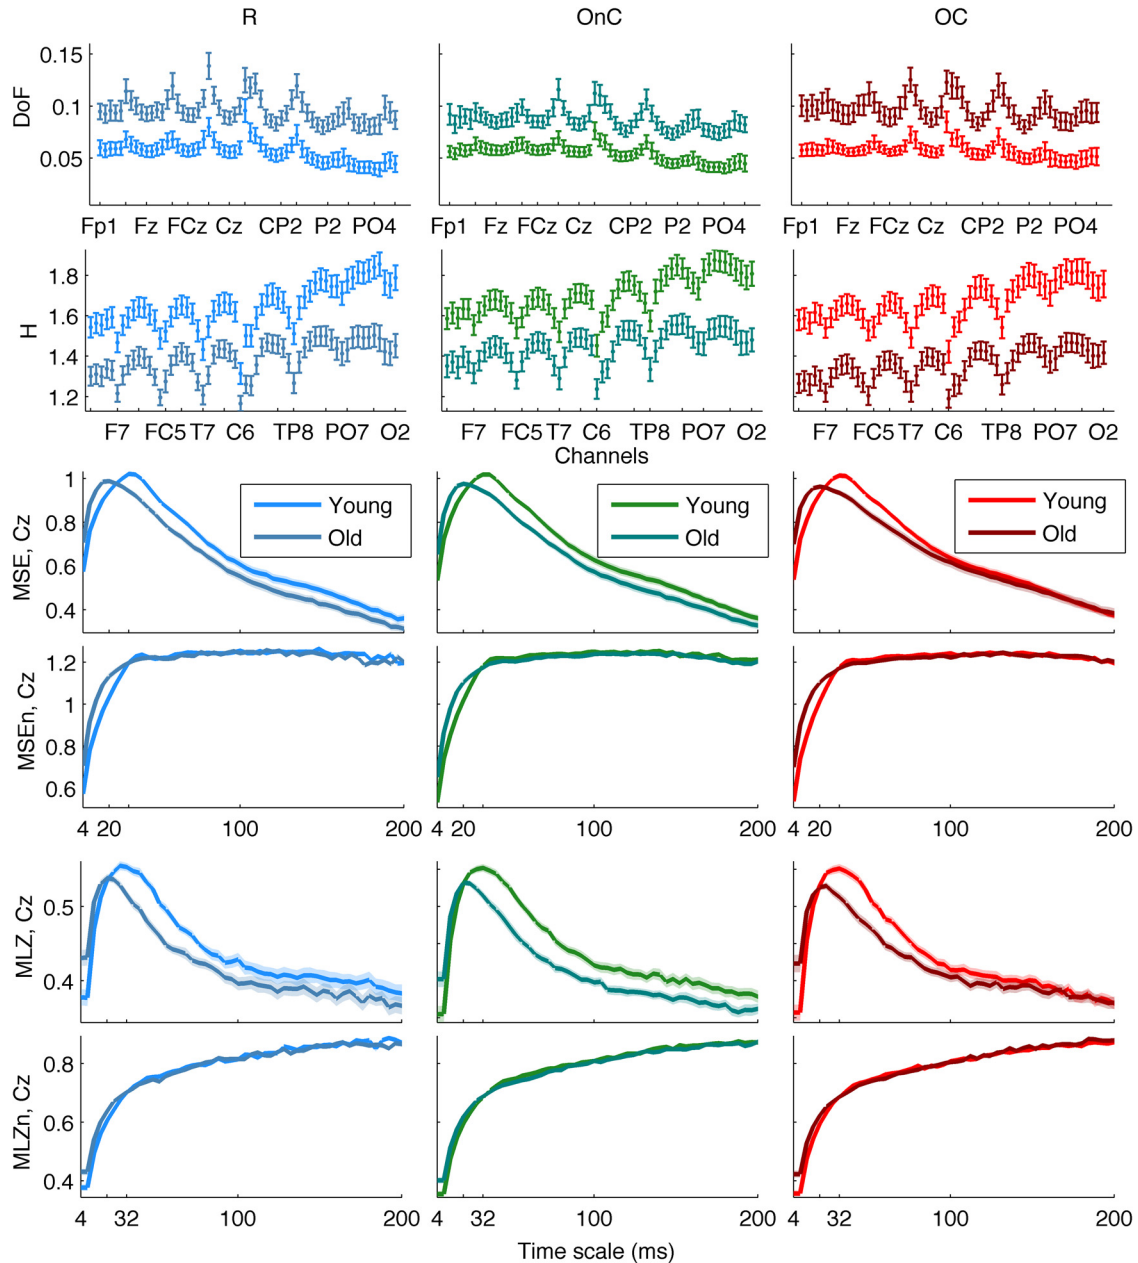 R OnC OC
0.15
DoF
0.1
0.05
Fp1 Fz FCz Cz CP2 P2 PO4 Fp1 Fz FCz Cz CP2 P2 PO4 Fp1 Fz FCz Cz CP2 P2 PO4
1.8
1.6
H
1.4
1.2
F7 FC5 T7 C6 TP8 PO7 O2 F7 FC5 T7 C6 TP8 PO7 O2 F7 FC5 T7 C6 TP8 PO7 O2
Channels
1
Young Young Young
Old Old Old
MSE, Cz
0.8
0.6
0.4
1.2
MSEn, Cz
1
0.8
0.6
4 20 100 200 4 20 100 200 4 20 100 200
MLZ, Cz
0.5
0.4
MLZn, Cz
0.8
0.6
0.4
4 32 100 200 4 32 100 200 4 32 100 200
Time scale (ms)